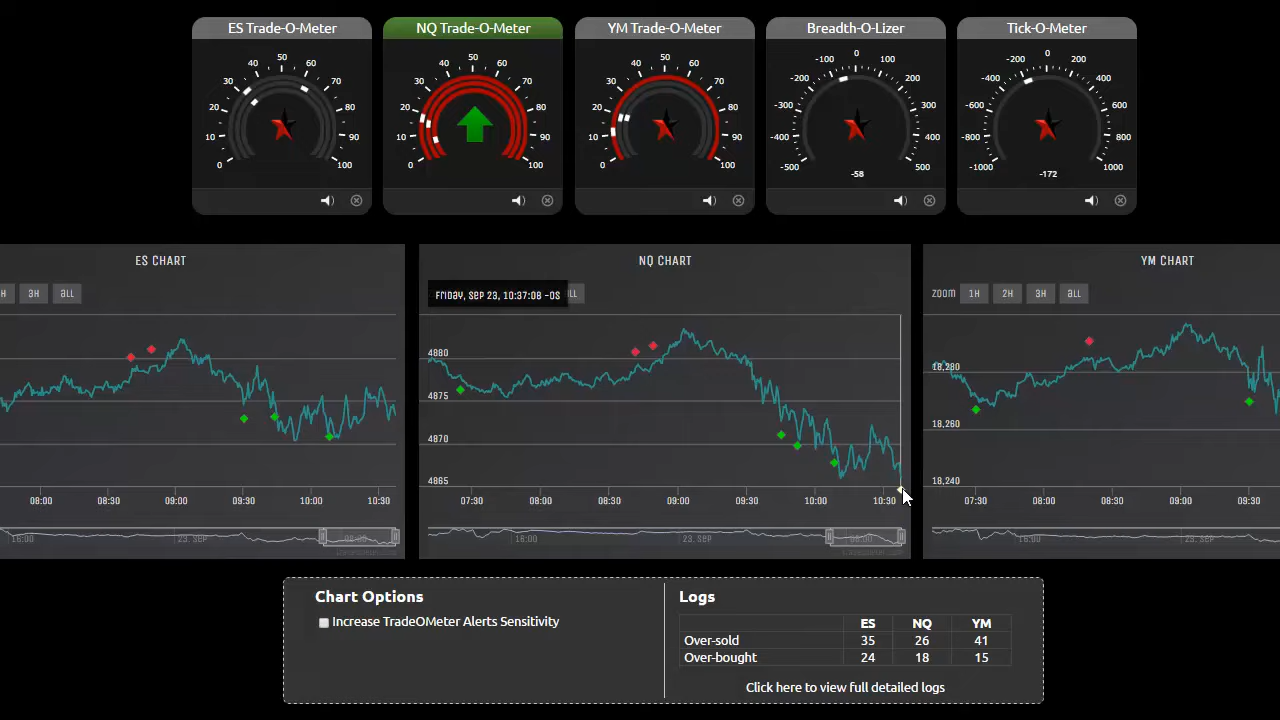 ES Trade-O-Meter
0 10 20 30 40 50 60 70 80 90 100
NQ Trade-O-Meter
0 10 20 30 40 50 60 70 80 90 100
YM Trade-O-Meter
0 10 20 30 40 50 60 70 80 90 100
Breadth-O-Lizer
-500 -400 -300 -200 -100 0 100 200 300 400 500
-58
Tick-O-Meter
-1000 -800 -600 -400 -200 0 200 400 600 800 1000
-172
ES CHART
H 3H all
08:00 08:30 09:00 09:30 10:00 10:30
16:00 23. Sep 08:00
NQ CHART
Friday, Sep 23, 10:37:08 -05 ll
4880
4875
4870
4865
07:30 08:00 08:30 09:00 09:30 10:00 10:30
16:00 23. Sep 08:00
YM CHART
Zoom 1H 2H 3H all
18,280
18,260
18,240
07:30 08:00 08:30 09:00 09:30
16:00 23. Sep
Chart Options
Increase TradeOMeter Alerts Sensitivity
Logs
ES NQ YM
Over-sold 35 26 41
Over-bought 24 18 15
Click here to view full detailed logs